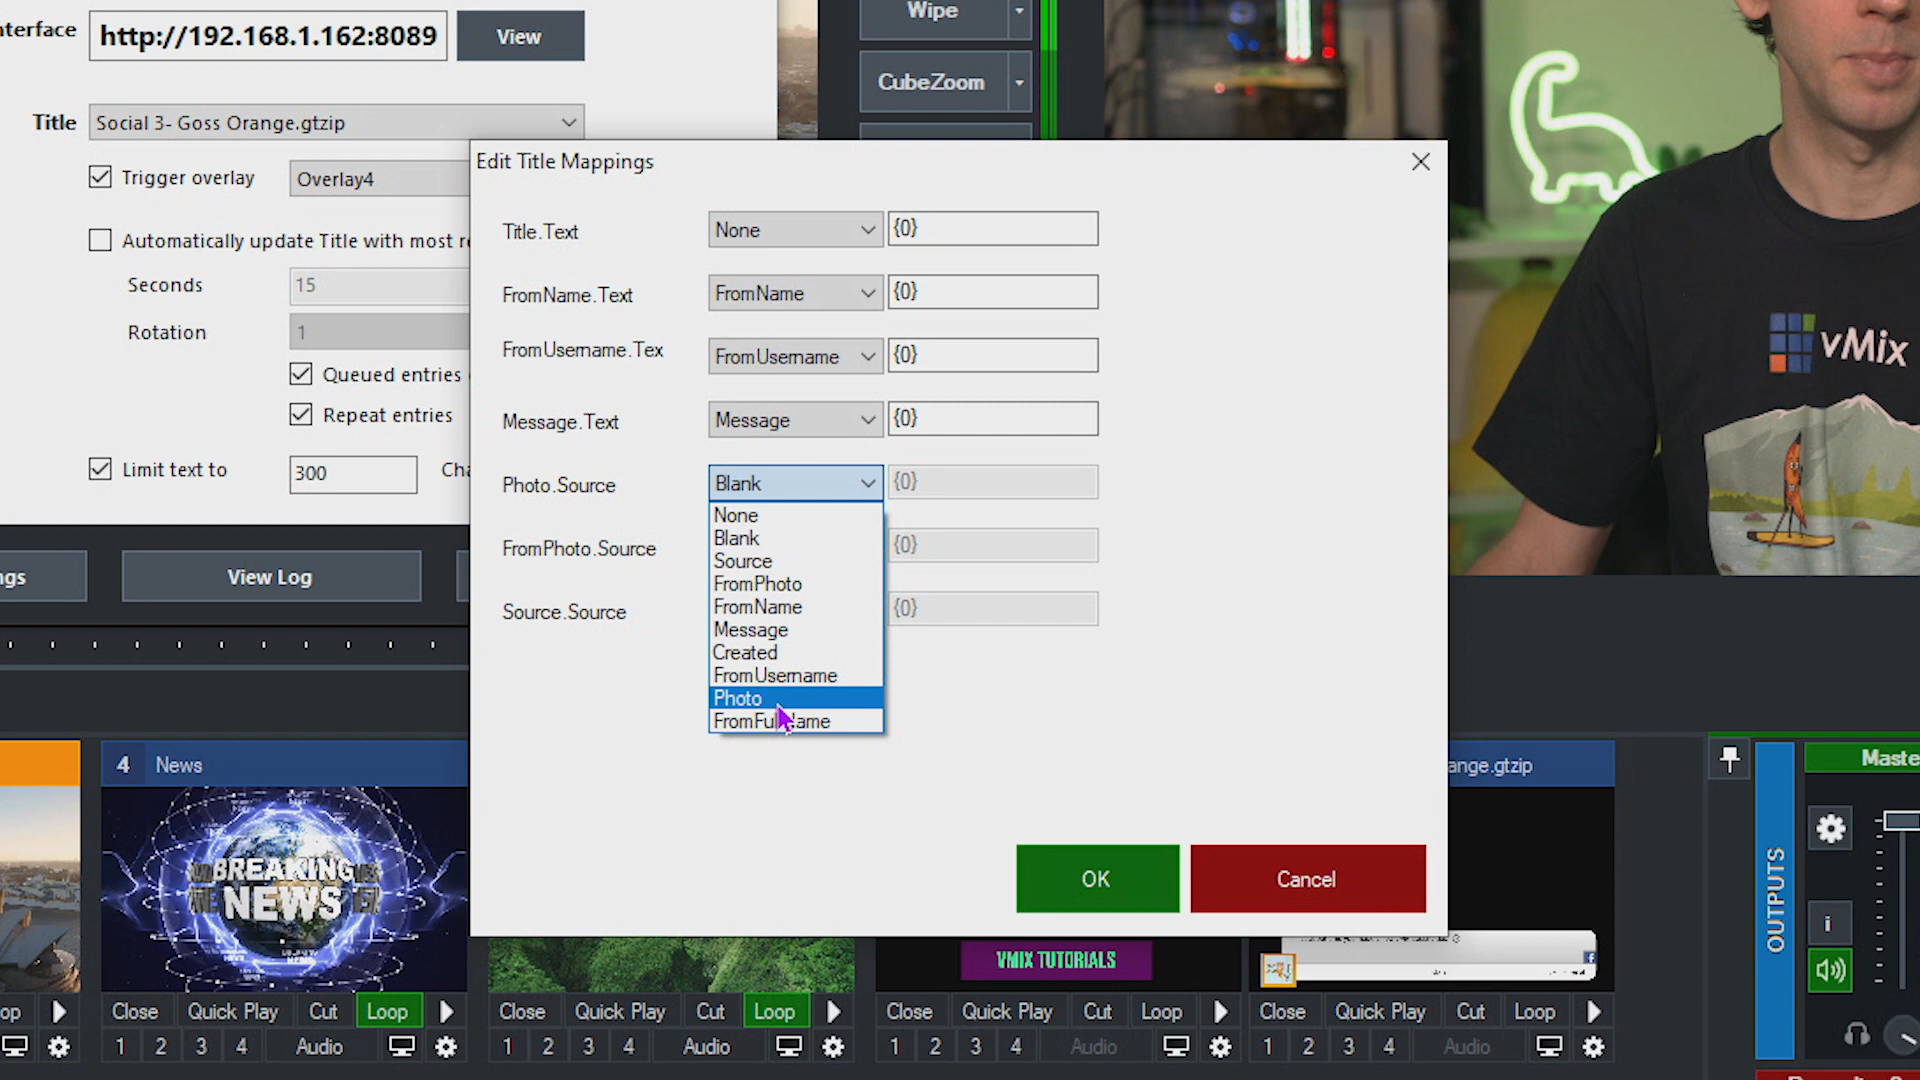 nterface
http://192.168.1.162:8089
View
Title
Social 3- Goss Orange.gtzip
Trigger overlay
Overlay4
Automatically update Title with most re
Seconds
15
Rotation
1
Queued entries
Repeat entries
Limit text to
300
Cha
ngs
View Log
Wipe
CubeZoom
Edit Title Mappings
Title.Text
None
{0}
FromName.Text
FromName
{0}
FromUsername.Tex
FromUsername
{0}
Message.Text
Message
{0}
Photo.Source
Blank
{0}
None
Blank
Source
FromPhoto
FromName
Message
Created
FromUsername
Photo
FromFullName
FromPhoto.Source
{0}
Source.Source
{0}
OK
Cancel
vMix
4 News
BREAKING
NEWS
VMIX TUTORIALS
ange.gtzip
OUTPUTS
Maste
i
op
Close Quick Play Cut Loop
1 2 3 4 Audio
Close Quick Play Cut Loop
1 2 3 4 Audio
Close Quick Play Cut Loop
1 2 3 4 Audio
Close Quick Play Cut Loop
1 2 3 4 Audio